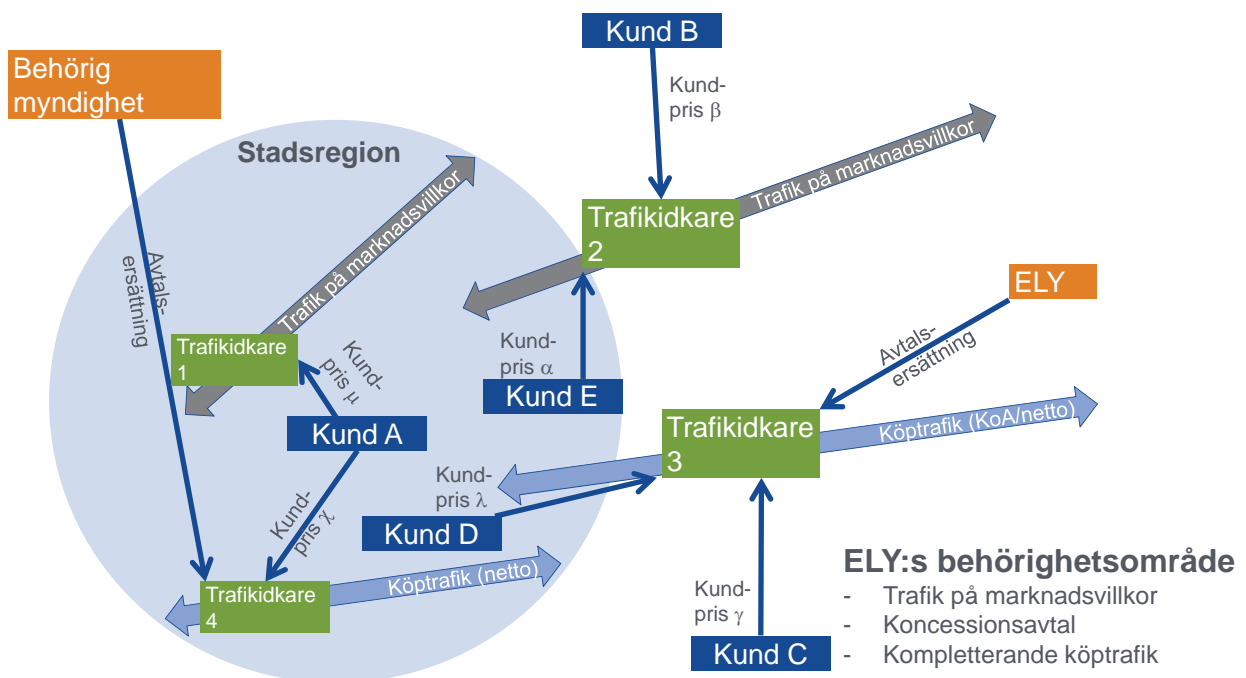 Kund B
Behörig
myndighet
Kund-
pris β
Stadsregion
Trafik på marknadsvillkor
Trafik på marknadsvillkor
Trafikidkare
2
Avtals-
ersättning
ELY
Trafikidkare
1
Kund-
pris μ
Kund-
pris α
Avtals-
ersättning
Kund E
Kund A
Trafikidkare
3
Köptrafik (KoA/netto)
Kund-
pris λ
Kund-
pris χ
Kund D
Köptrafik (netto)
Trafikidkare
4
Kund-
pris γ
Kund C
ELY:s behörighetsområde
- Trafik på marknadsvillkor
- Koncessionsavtal
- Kompletterande köptrafik